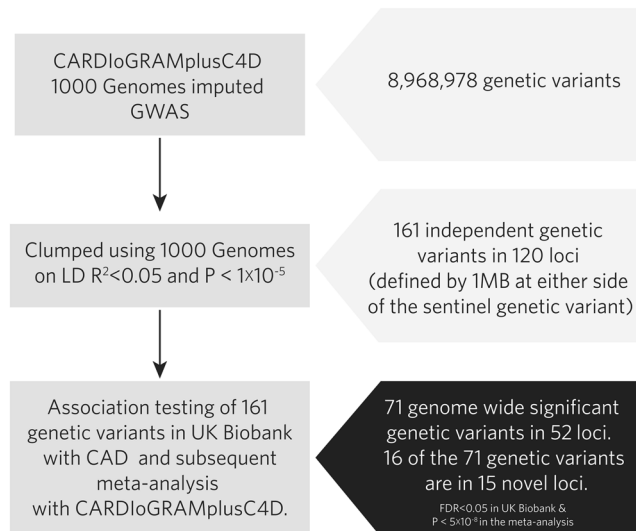 CARDIoGRAMplusC4D
1000 Genomes imputed
GWAS
8,968,978 genetic variants
Clumped using 1000 Genomes
on LD R²<0.05 and P < 1×10⁻⁵
161 independent genetic
variants in 120 loci
(defined by 1MB at either side
of the sentinel genetic variant)
Association testing of 161
genetic variants in UK Biobank
with CAD and subsequent
meta-analysis
with CARDIoGRAMplusC4D.
71 genome wide significant
genetic variants in 52 loci.
16 of the 71 genetic variants
are in 15 novel loci.
FDR<0.05 in UK Biobank &
P < 5×10⁻⁸ in the meta-analysis